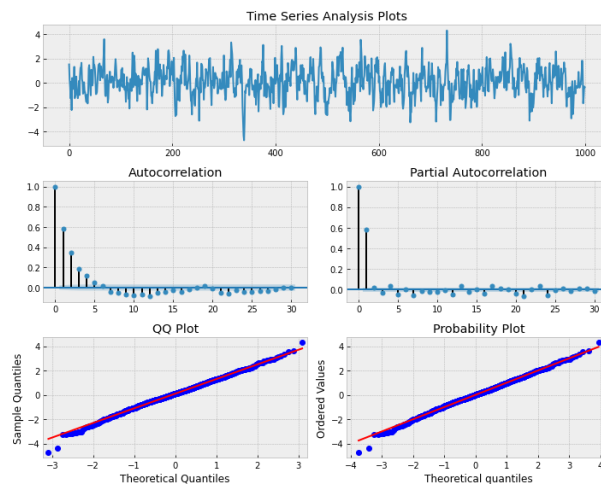 Time Series Analysis Plots
4
2
0
−2
−4
0 200 400 600 800 1000
Autocorrelation
1.0
0.8
0.6
0.4
0.2
0.0
0 5 10 15 20 25 30
Partial Autocorrelation
1.0
0.8
0.6
0.4
0.2
0.0
0 5 10 15 20 25 30
QQ Plot
Sample Quantiles
4
2
0
−2
−4
−3 −2 −1 0 1 2 3
Theoretical Quantiles
Probability Plot
Ordered Values
4
2
0
−2
−4
−4 −3 −2 −1 0 1 2 3 4
Theoretical quantiles